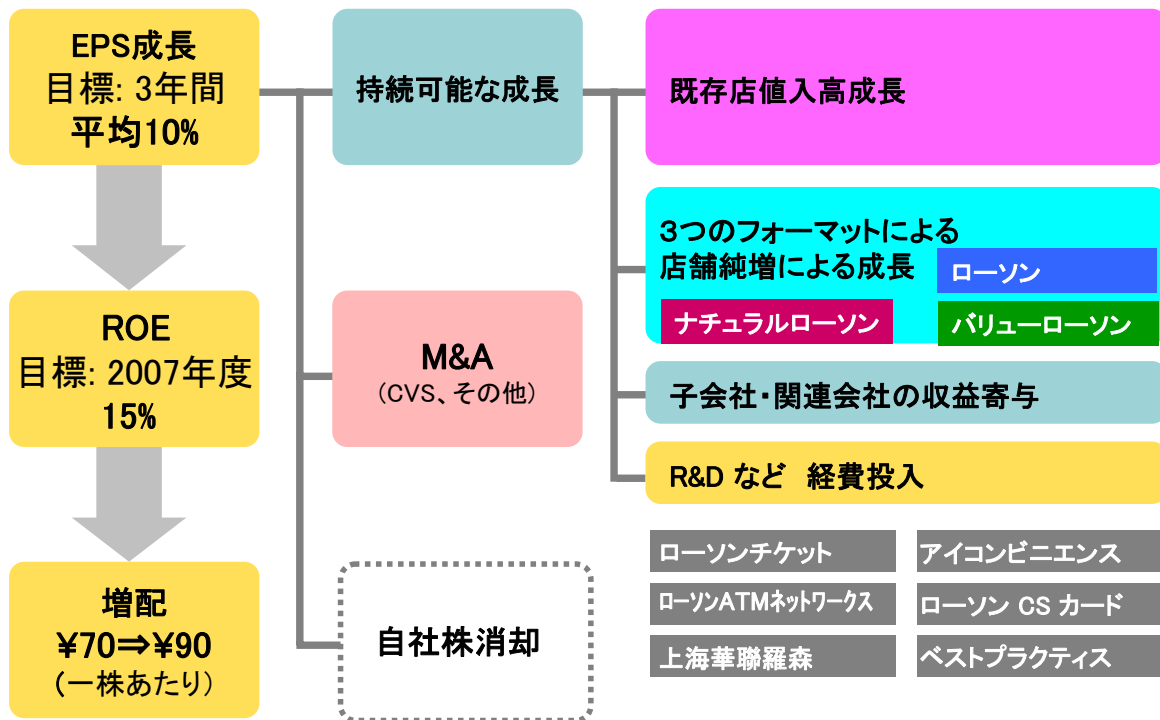 EPS成長
目標: 3年間
平均10%
ROE
目標: 2007年度
15%
増配
¥70⇒¥90
(一株あたり)
持続可能な成長
M&A
(CVS、その他)
自社株消却
既存店値入高成長
3つのフォーマットによる
店舗純増による成長
ローソン
ナチュラルローソン
バリューローソン
子会社・関連会社の収益寄与
R&D など 経費投入
ローソンチケット
アイコンビニエンス
ローソンATMネットワークス
ローソン CS カード
上海華聯羅森
ベストプラクティス